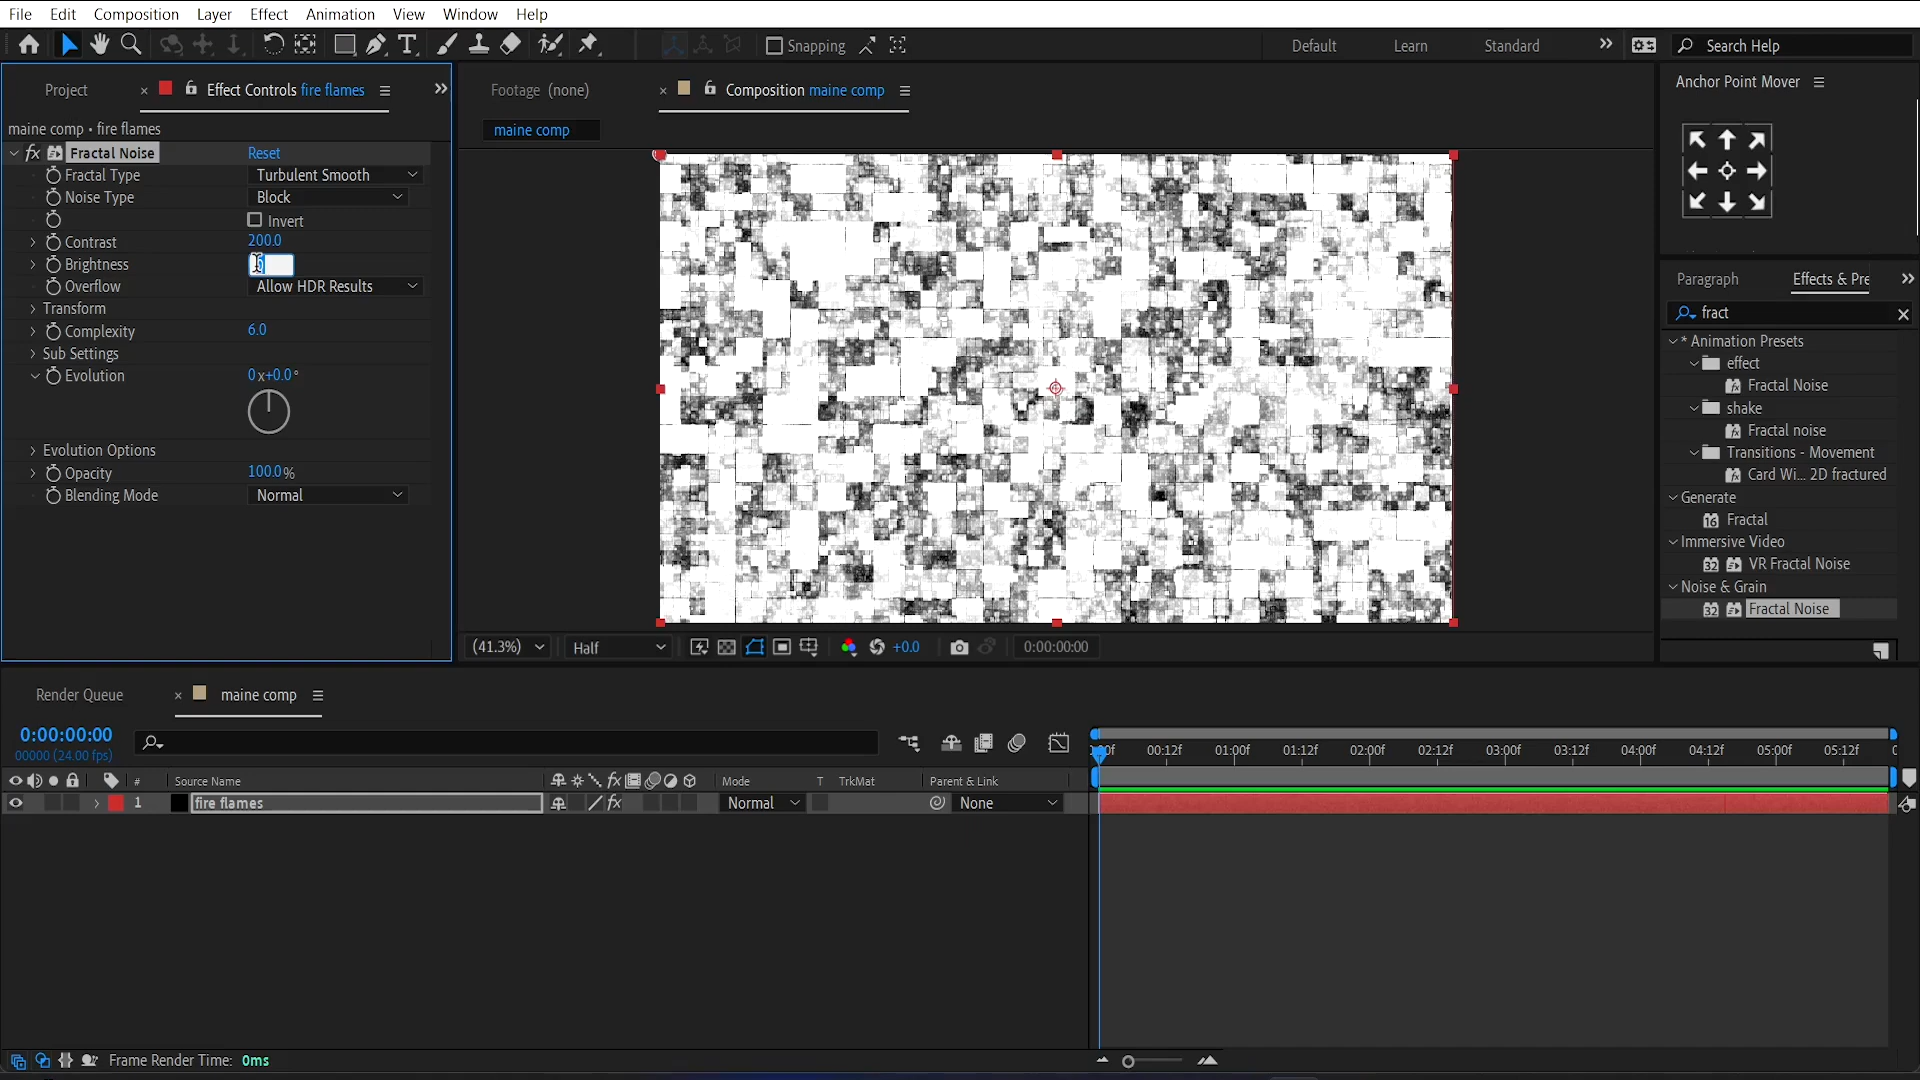 File Edit Composition Layer Effect Animation View Window Help
Snapping
Default Learn Standard
Search Help
Project
Effect Controls fire flames
maine comp • fire flames
fx Fractal Noise Reset
Fractal Type Turbulent Smooth
Noise Type Block
Invert
Contrast 200.0
Brightness
Overflow Allow HDR Results
Transform
Complexity 6.0
Sub Settings
Evolution 0x+0.0°
Evolution Options
Opacity 100.0%
Blending Mode Normal
Footage (none)
Composition maine comp
maine comp
(41.3%) Half +0.0 0:00:00:00
Anchor Point Mover
Paragraph Effects & Pre
fract
* Animation Presets
effect
Fractal Noise
shake
Fractal noise
Transitions - Movement
Card Wi... 2D fractured
Generate
16 Fractal
Immersive Video
32 VR Fractal Noise
Noise & Grain
32 Fractal Noise
Render Queue maine comp
0:00:00:00
00000 (24.00 fps)
00:12f 01:00f 01:12f 02:00f 02:12f 03:00f 03:12f 04:00f 04:12f 05:00f 05:12f
# Source Name fx Mode T TrkMat Parent & Link
1 fire flames fx Normal None
Frame Render Time: 0ms